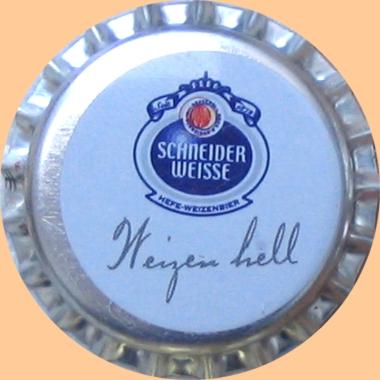 SCHNEIDER
WEISSE
HEFE-WEIZENBIER
Weizen hell